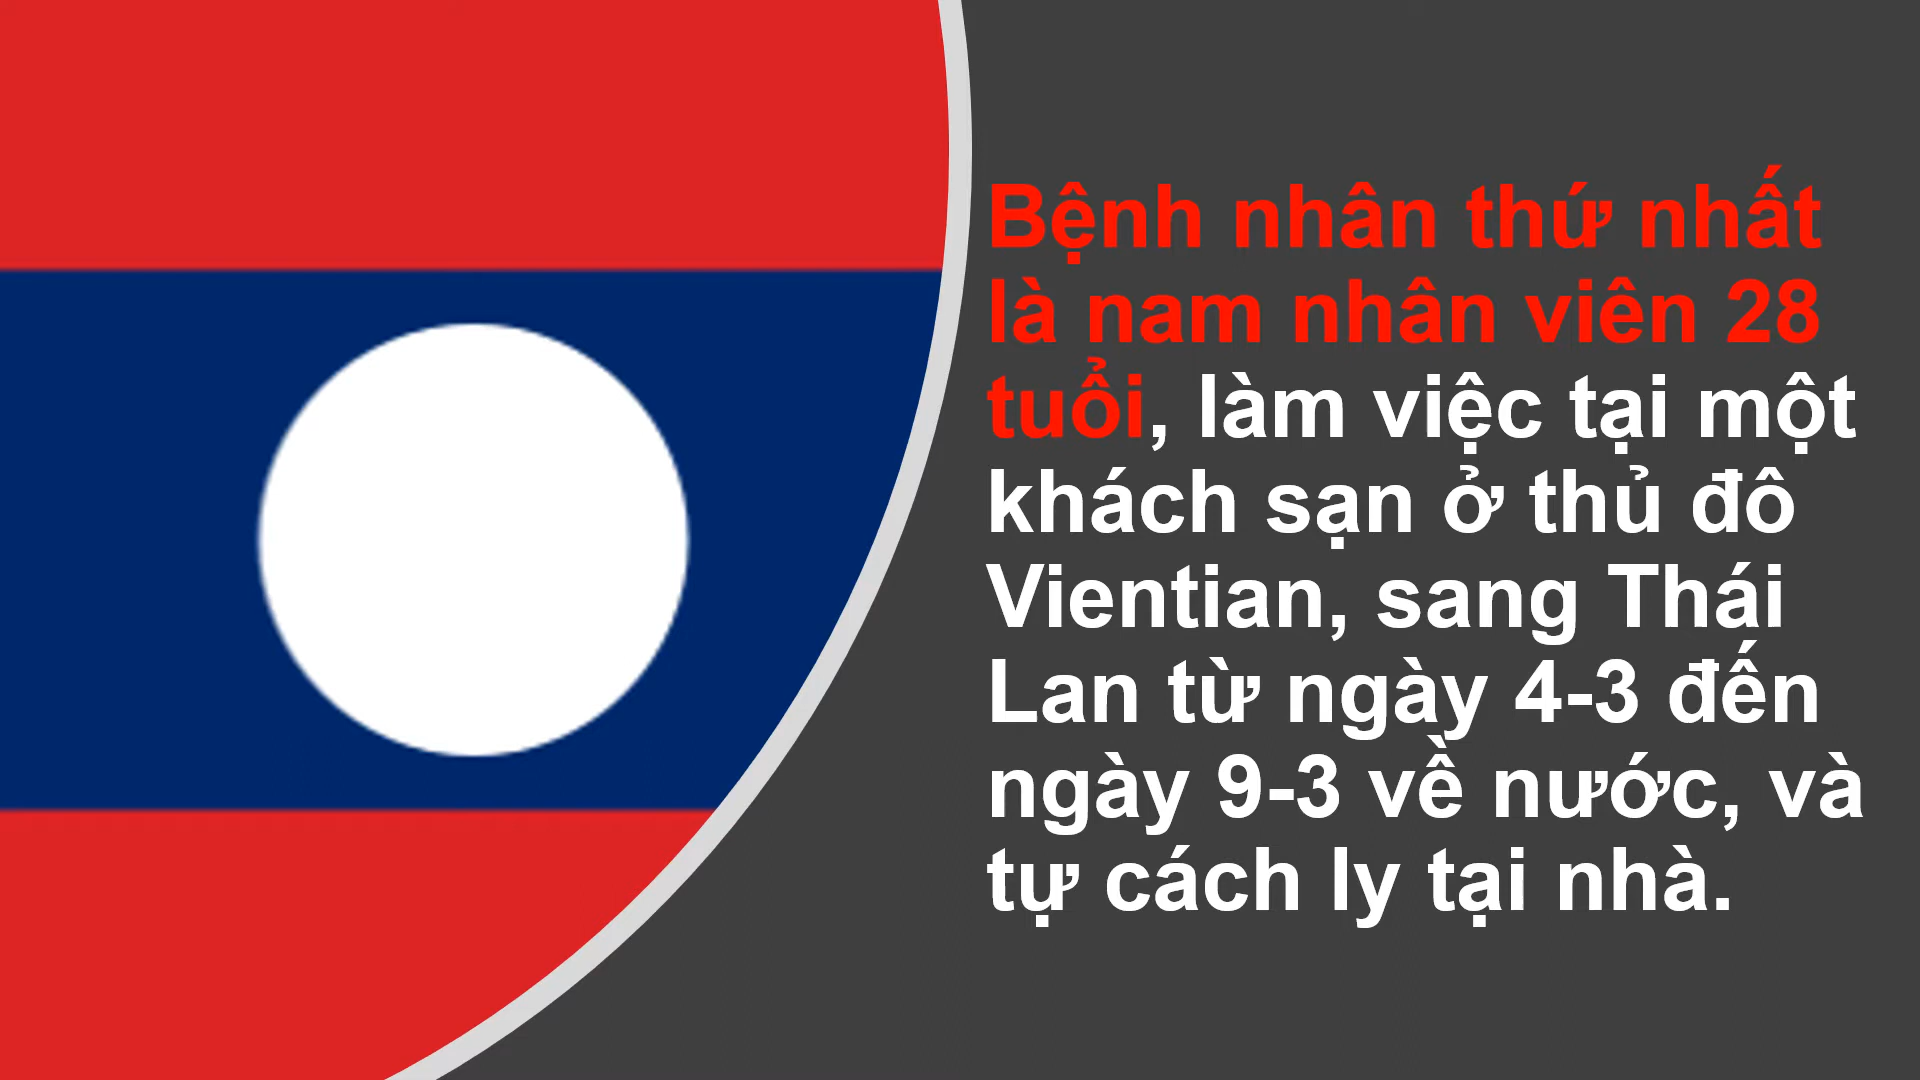 Bệnh nhân thứ nhất
là nam nhân viên 28
tuổi, làm việc tại một
khách sạn ở thủ đô
Vientian, sang Thái
Lan từ ngày 4-3 đến
ngày 9-3 về nước, và
tự cách ly tại nhà.